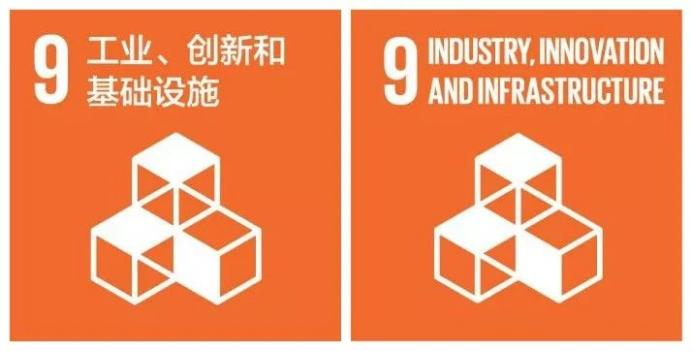 9 工业、创新和
基础设施
9 INDUSTRY, INNOVATION
AND INFRASTRUCTURE